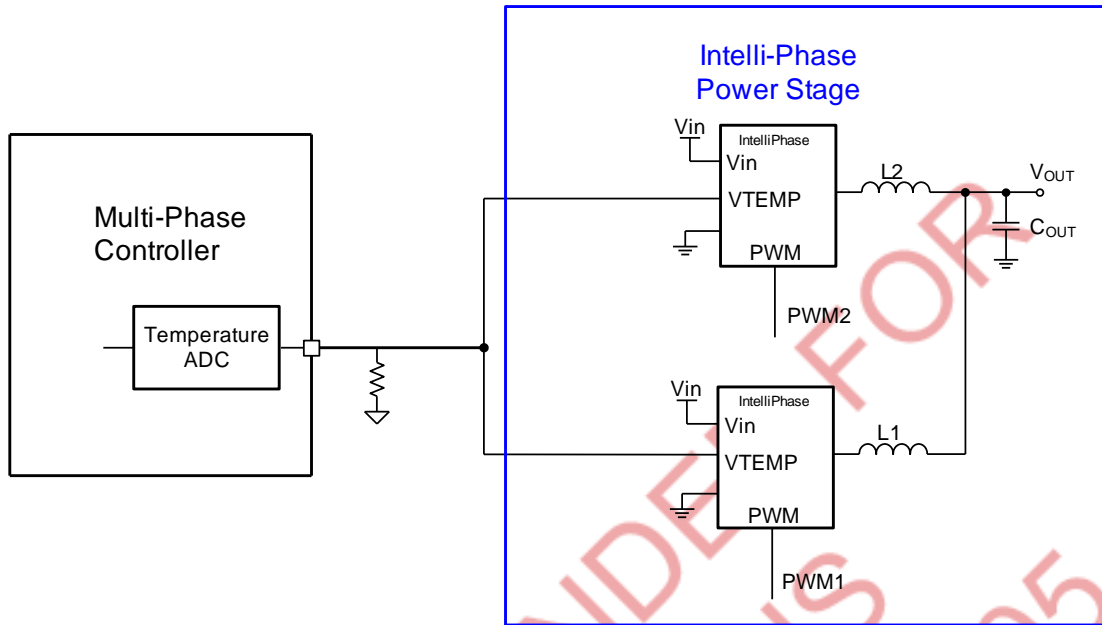 Intelli-Phase
Power Stage
Multi-Phase
Controller
Temperature
ADC
Vin
IntelliPhase
Vin
VTEMP
PWM
PWM2
L2
VOUT
COUT
Vin
IntelliPhase
Vin
VTEMP
PWM
PWM1
L1
FOR